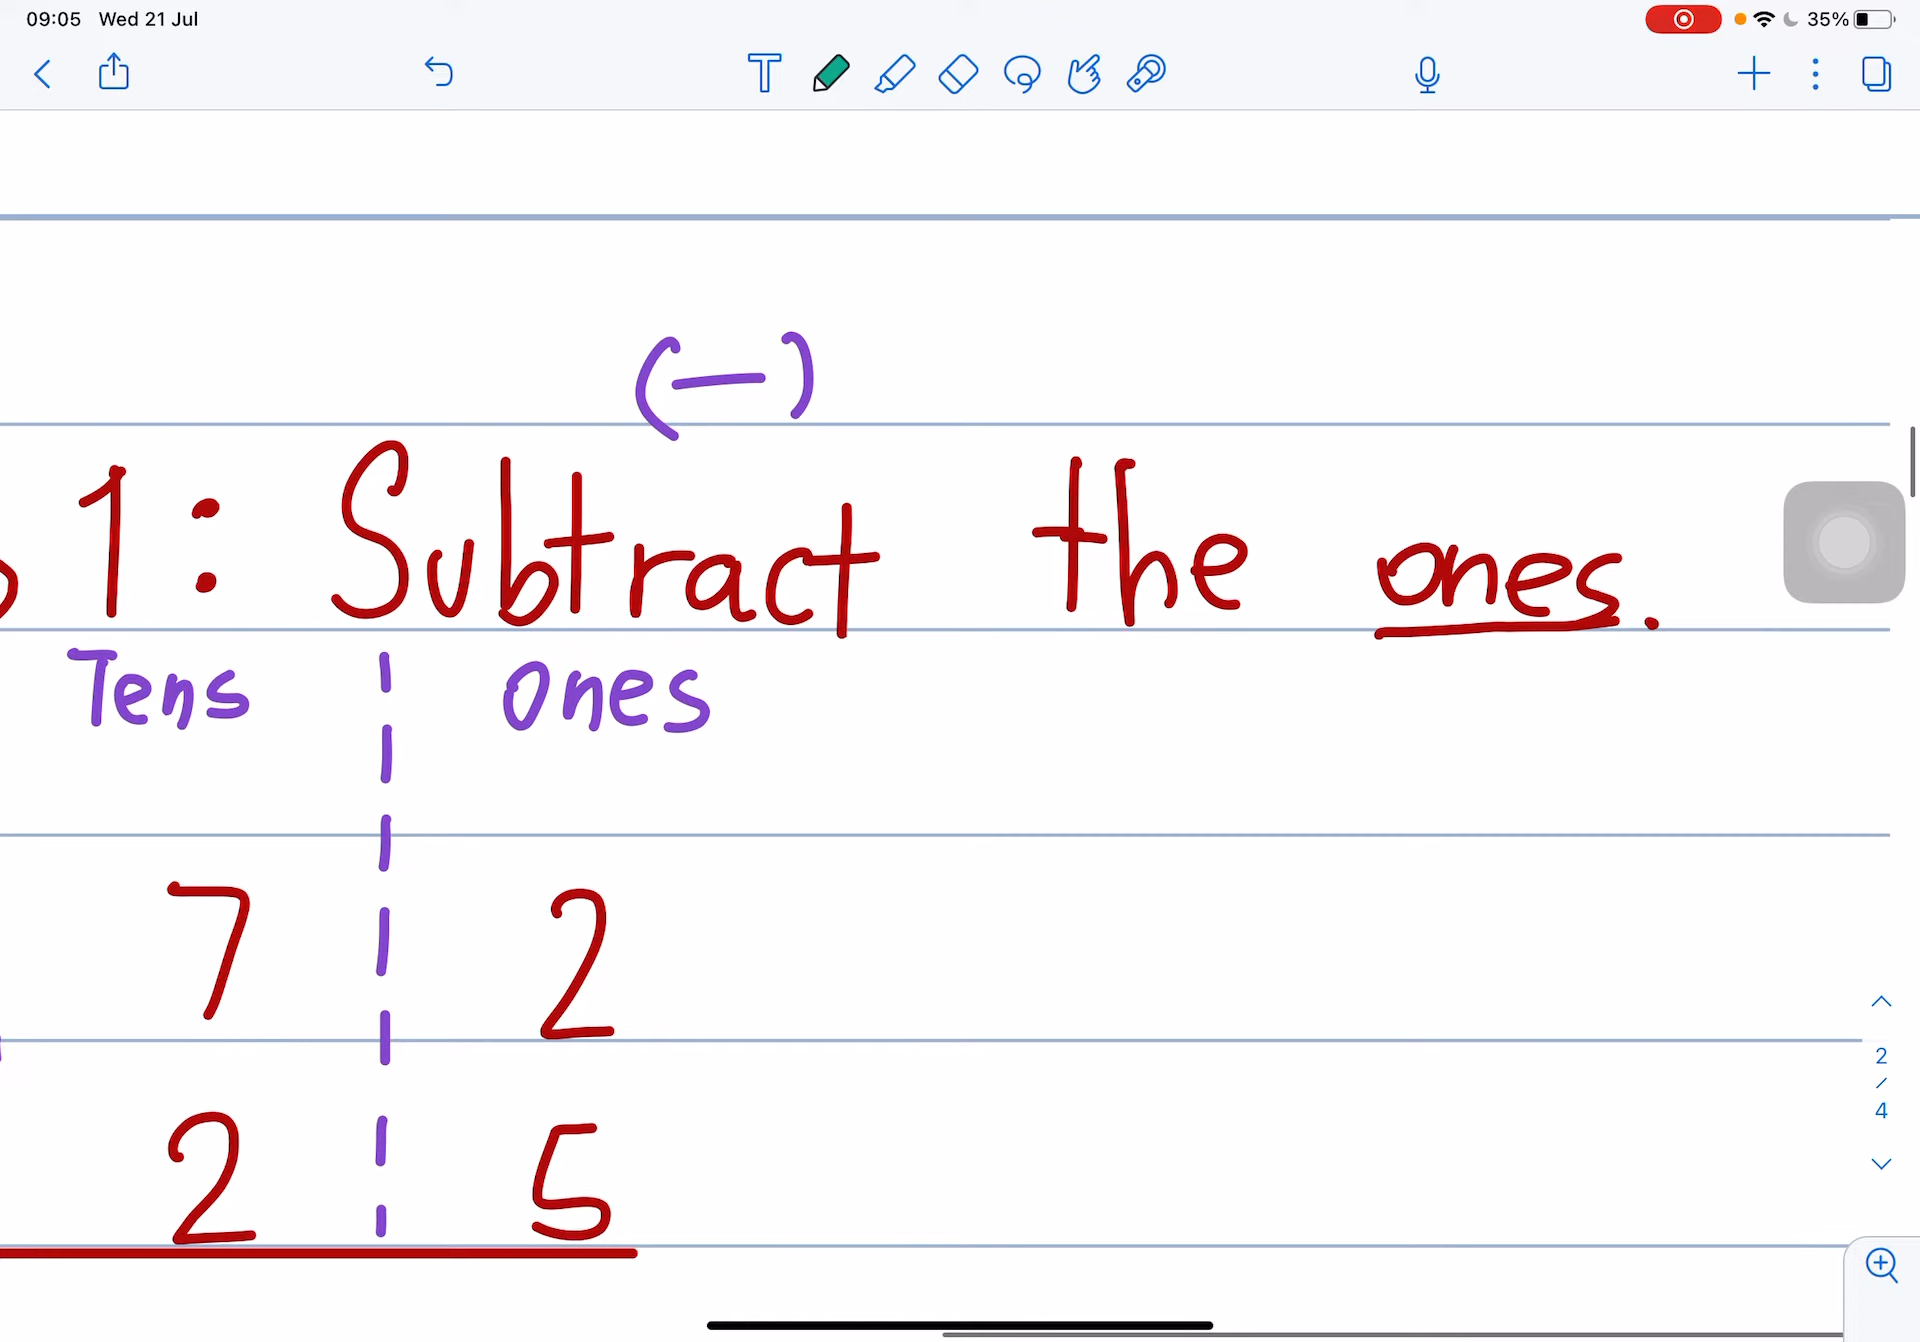 09:05 Wed 21 Jul
35%
(—)
1: Subtract the ones.
Tens ones
7 2
2 5
2
/
4